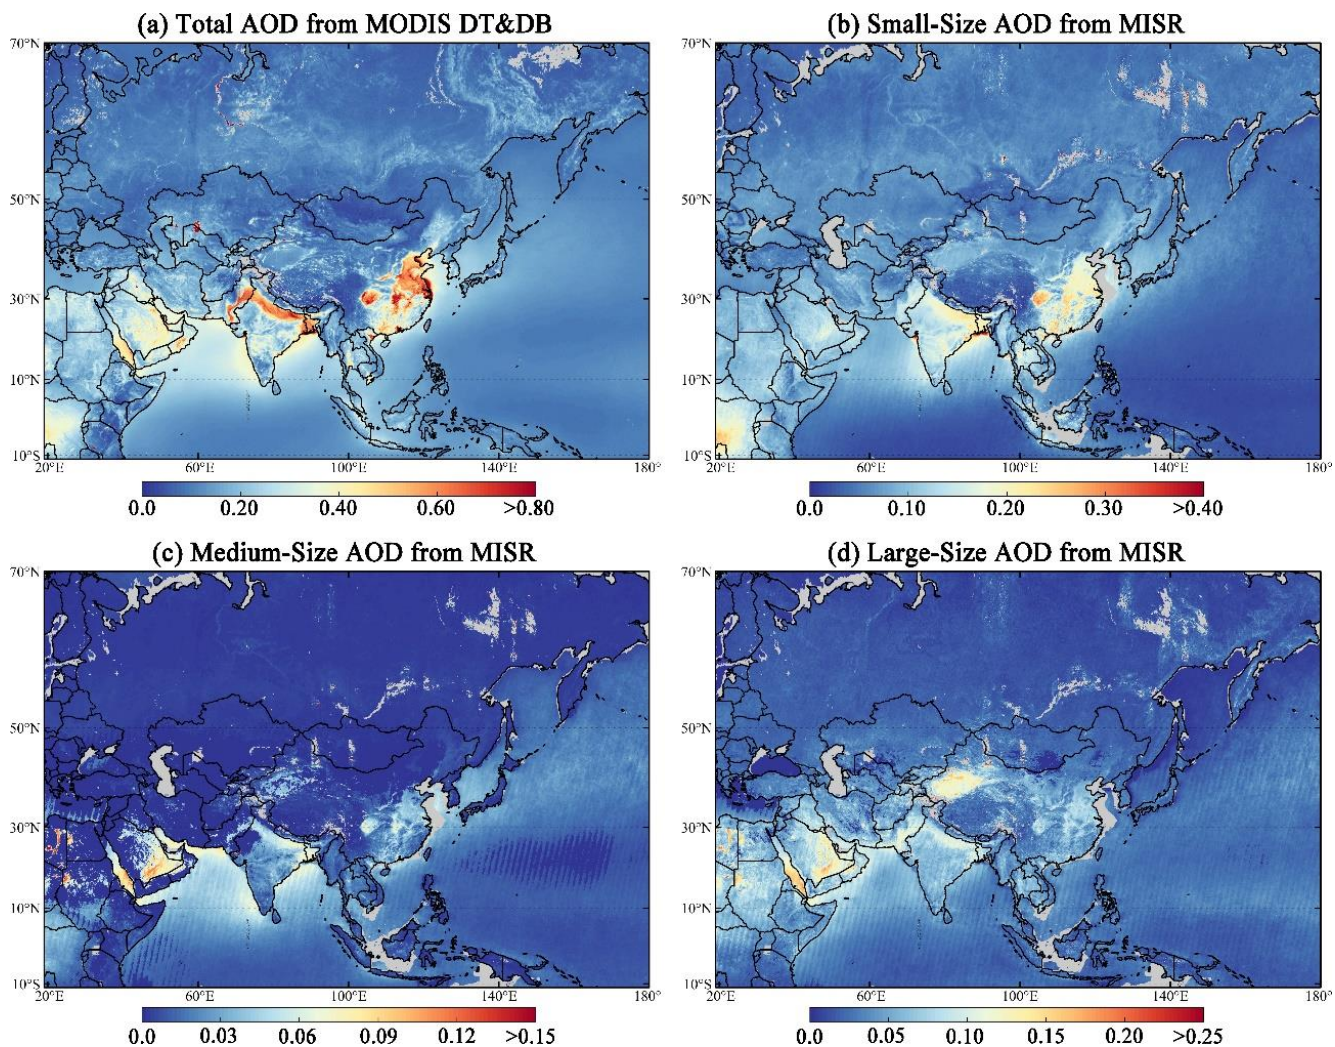 (a) Total AOD from MODIS DT&DB
(b) Small-Size AOD from MISR
70°N
70°N
50°N
50°N
30°N
30°N
10°N
10°N
10°S
10°S
20°E 60°E 100°E 140°E 180°
20°E 60°E 100°E 140°E 180°
0.0 0.20 0.40 0.60 >0.80
0.0 0.10 0.20 0.30 >0.40
(c) Medium-Size AOD from MISR
(d) Large-Size AOD from MISR
70°N
70°N
50°N
50°N
30°N
30°N
10°N
10°N
10°S
10°S
20°E 60°E 100°E 140°E 180°
20°E 60°E 100°E 140°E 180°
0.0 0.03 0.06 0.09 0.12 >0.15
0.0 0.05 0.10 0.15 0.20 >0.25